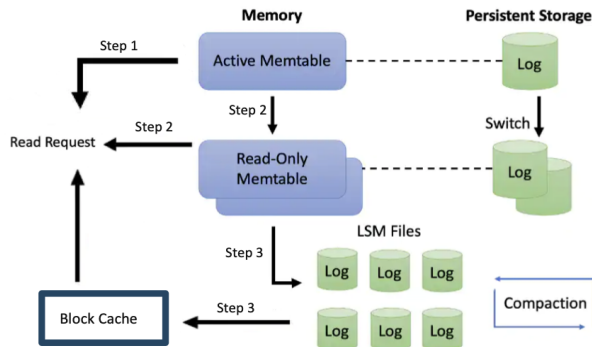 Memory
Persistent Storage
Step 1
Active Memtable
Log
Step 2
Switch
Read Request
Step 2
Read-Only
Memtable
Log
LSM Files
Step 3
Log Log Log
Compaction
Block Cache
Step 3
Log Log Log